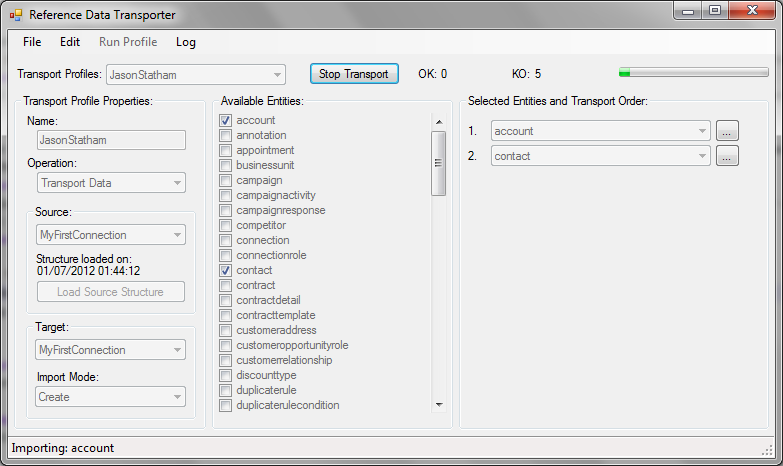 Reference Data Transporter
File Edit Run Profile Log
Transport Profiles: JasonStatham Stop Transport OK: 0 KO: 5
Transport Profile Properties:
Name:
JasonStatham
Operation:
Transport Data
Source:
MyFirstConnection
Structure loaded on:
01/07/2012 01:44:12
Load Source Structure
Target:
MyFirstConnection
Import Mode:
Create
Available Entities:
account
annotation
appointment
businessunit
campaign
campaignactivity
campaignresponse
competitor
connection
connectionrole
contact
contract
contractdetail
contracttemplate
customeraddress
customeropportunityrole
customerrelationship
discounttype
duplicaterule
duplicaterulecondition
Selected Entities and Transport Order:
1. account ...
2. contact ...
Importing: account